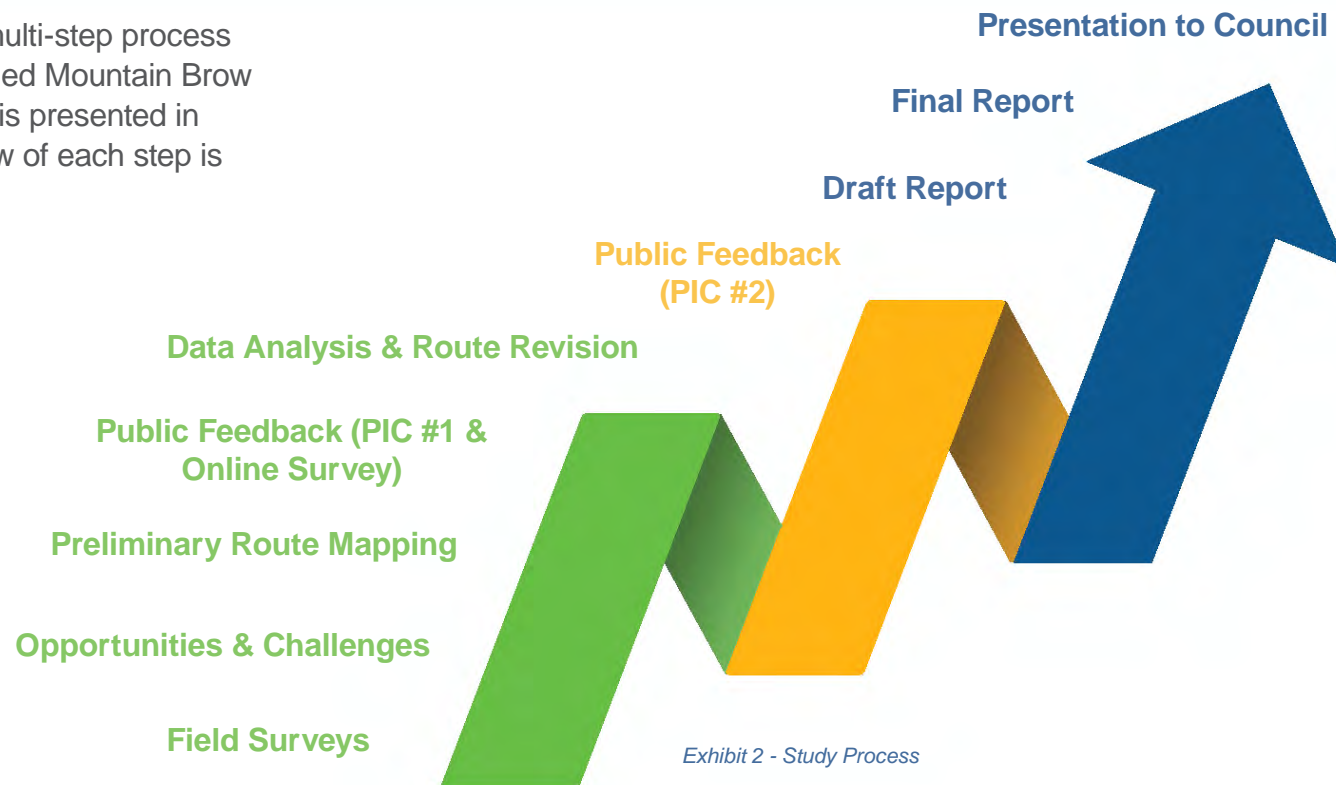 multi-step process
ed Mountain Brow
is presented in
w of each step is
Presentation to Council
Final Report
Draft Report
Public Feedback
(PIC #2)
Data Analysis & Route Revision
Public Feedback (PIC #1 &
Online Survey)
Preliminary Route Mapping
Opportunities & Challenges
Field Surveys
Exhibit 2 - Study Process